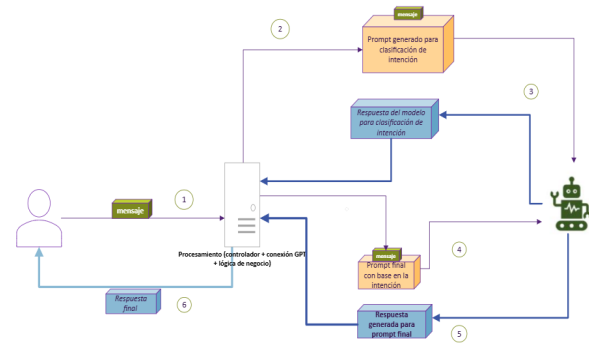 mensaje
2
Prompt generado para
clasificación de
intención
3
Respuesta del modelo
para clasificación de
intención
1
mensaje
Procesamiento (controlador + conexión GPT
+ lógica de negocio)
mensaje
Prompt final
con base en la
intención
4
Respuesta
final
6
Respuesta
generada para
prompt final
5